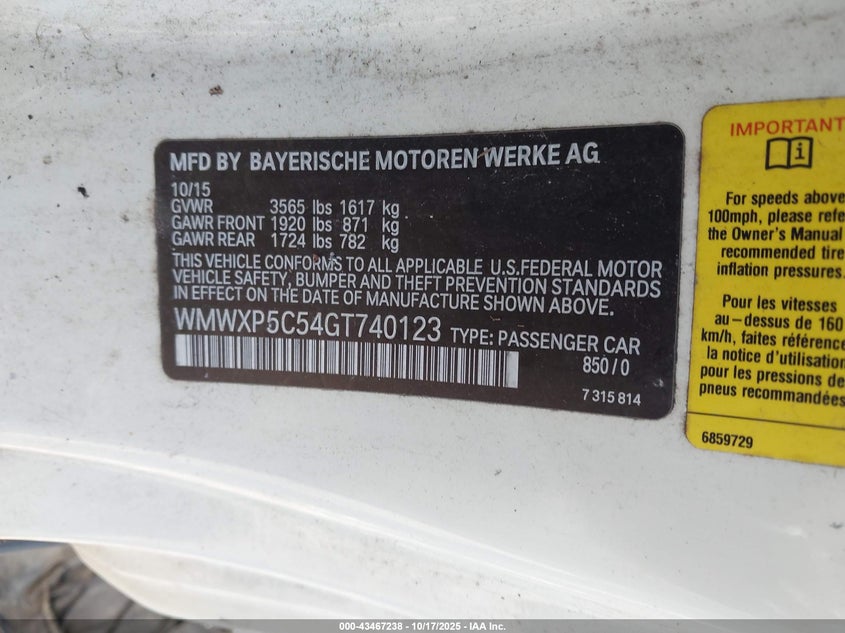 MFD BY BAYERISCHE MOTOREN WERKE AG
10/15
GVWR 3565 lbs 1617 kg
GAWR FRONT 1920 lbs 871 kg
GAWR REAR 1724 lbs 782 kg
THIS VEHICLE CONFORMS TO ALL APPLICABLE U.S.FEDERAL MOTOR
VEHICLE SAFETY, BUMPER AND THEFT PREVENTION STANDARDS
IN EFFECT ON THE DATE OF MANUFACTURE SHOWN ABOVE.
WMWXP5C54GT740123 TYPE: PASSENGER CAR
850/0
7 315 814
IMPORTANT
i
For speeds above
100mph, please refe
the Owner's Manual
recommended tire
inflation pressures.
Pour les vitesses
au-dessus de 160
km/h, faites référence
la notice d'utilisation
pour les pressions de
pneus recommandées
6859729
000-43467238 - 10/17/2025 - IAA Inc.